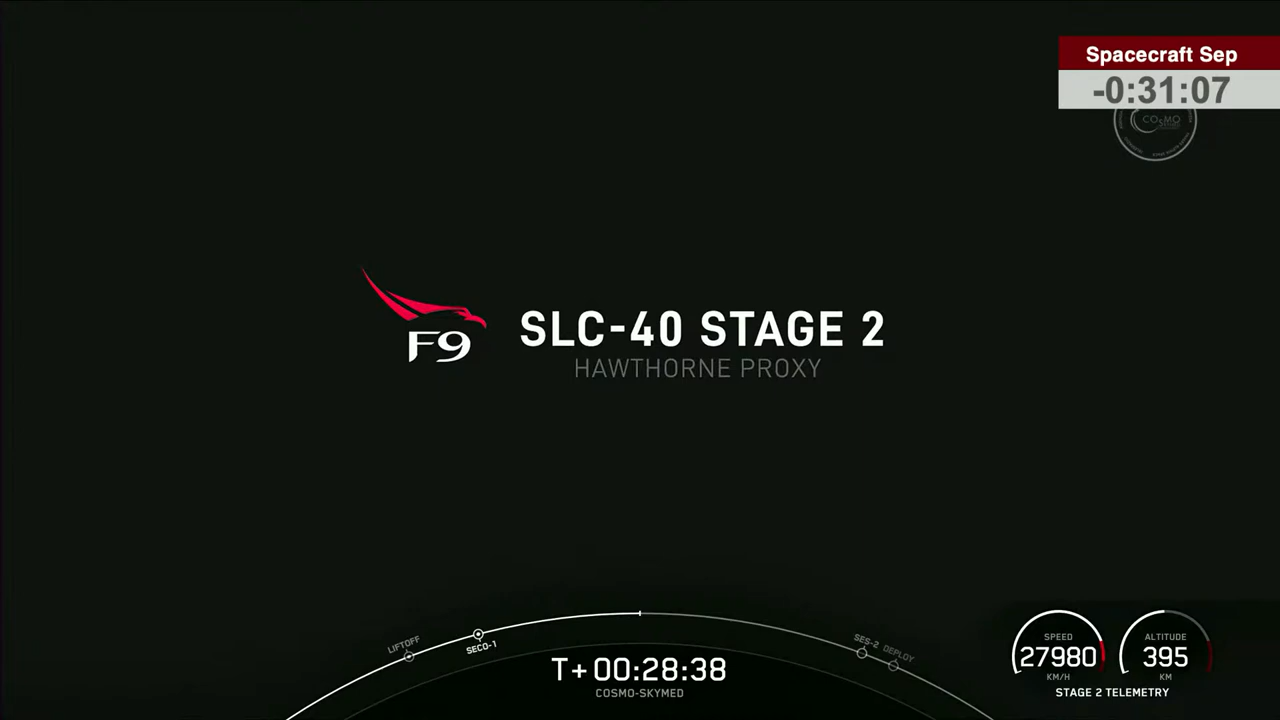 Spacecraft Sep
-0:31:07
COSMO
F9
SLC-40 STAGE 2
HAWTHORNE PROXY
LIFTOFF
SECO-1
SES-2
DEPLOY
T+00:28:38
COSMO-SKYMED
SPEED
27980
KM/H
ALTITUDE
395
KM
STAGE 2 TELEMETRY